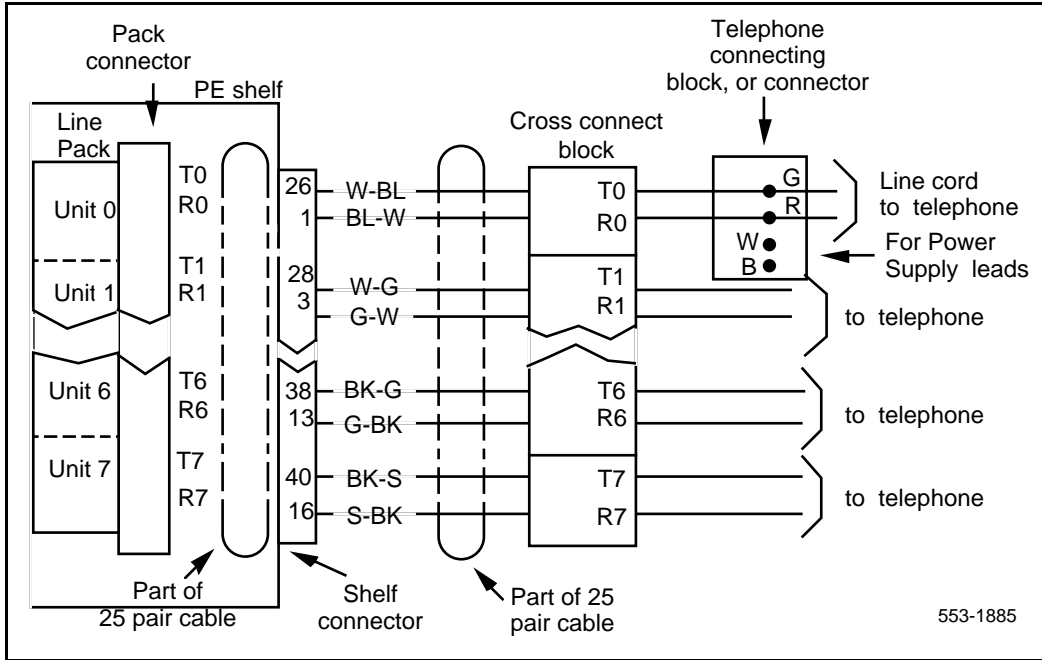 Pack
connector
PE shelf
Telephone
connecting
block, or connector
Line
Pack
Cross connect
block
Unit 0
T0
R0
26
W-BL
1
BL-W
T0
R0
G
R
W
B
Line cord
to telephone
For Power
Supply leads
Unit 1
T1
R1
28
W-G
3
G-W
T1
R1
to telephone
Unit 6
T6
R6
38
BK-G
13
G-BK
T6
R6
to telephone
Unit 7
T7
R7
40
BK-S
16
S-BK
T7
R7
to telephone
Part of
25 pair cable
Shelf
connector
Part of 25
pair cable
553-1885